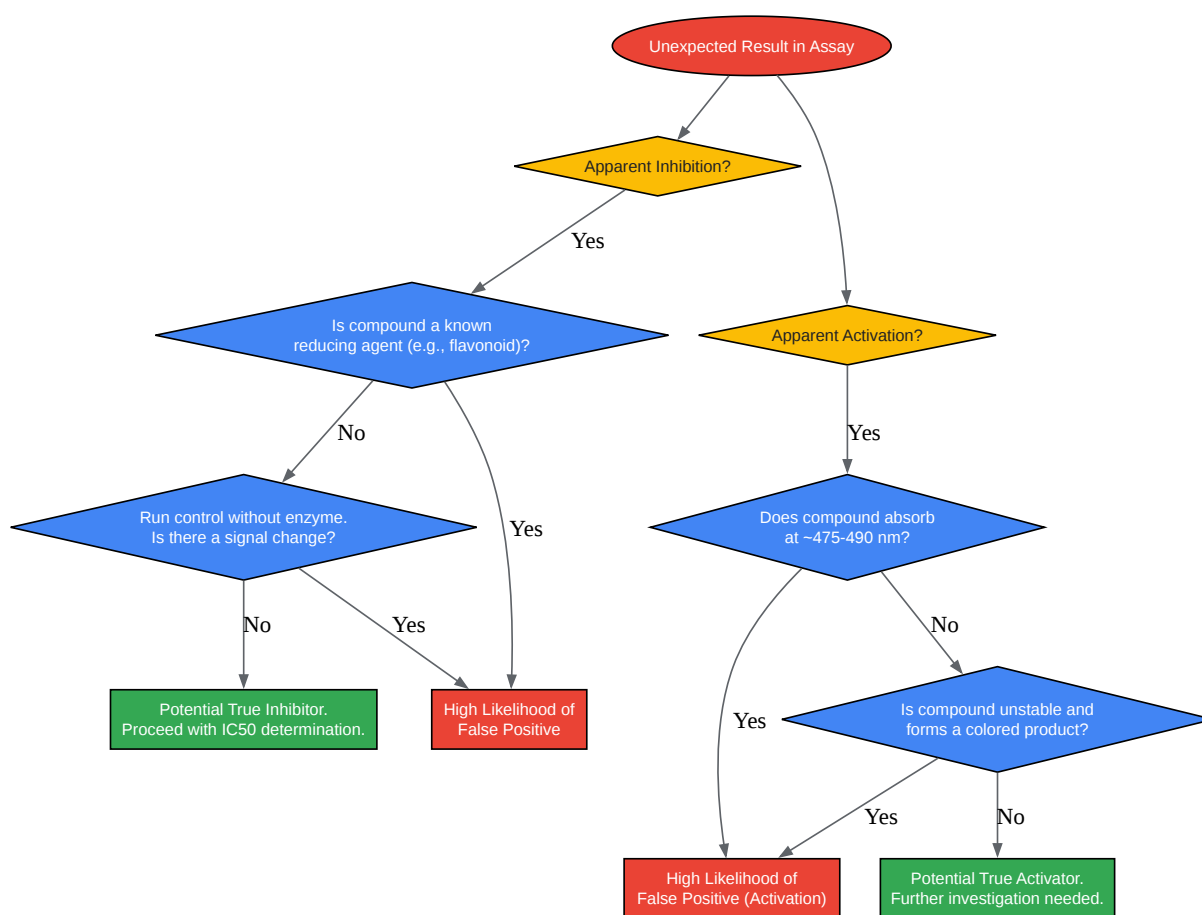 Unexpected Result in Assay
Apparent Inhibition?
Yes
Is compound a known
reducing agent (e.g., flavonoid)?
Apparent Activation?
No
Yes
Run control without enzyme.
Is there a signal change?
Yes
Does compound absorb
at ~475-490 nm?
No
Yes
No
Potential True Inhibitor.
Proceed with IC50 determination.
High Likelihood of
False Positive
Yes
Is compound unstable and
forms a colored product?
Yes
No
High Likelihood of
False Positive (Activation)
Potential True Activator.
Further investigation needed.